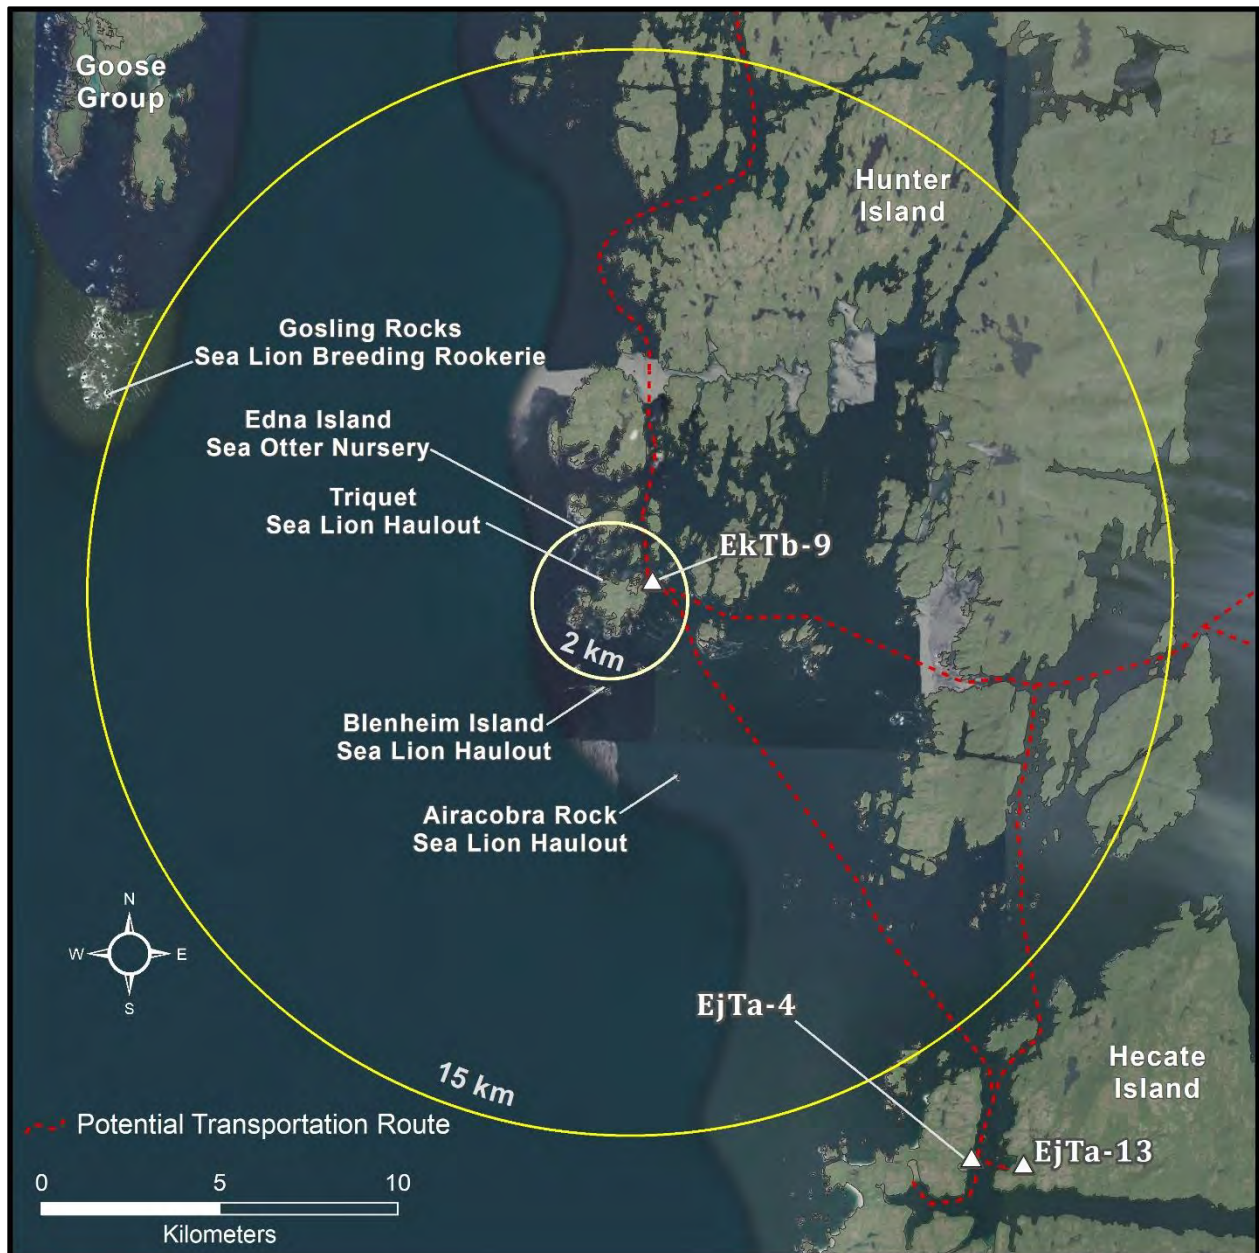 Goose
Group
Hunter
Island
Gosling Rocks
Sea Lion Breeding Rookerie
Edna Island
Sea Otter Nursery
Triquet
Sea Lion Haulout
EkTb-9
2 km
Blenheim Island
Sea Lion Haulout
Airacobra Rock
Sea Lion Haulout
N
W
E
S
EjTa-4
Hecate
Island
15 km
Potential Transportation Route
EjTa-13
0
5
10
Kilometers